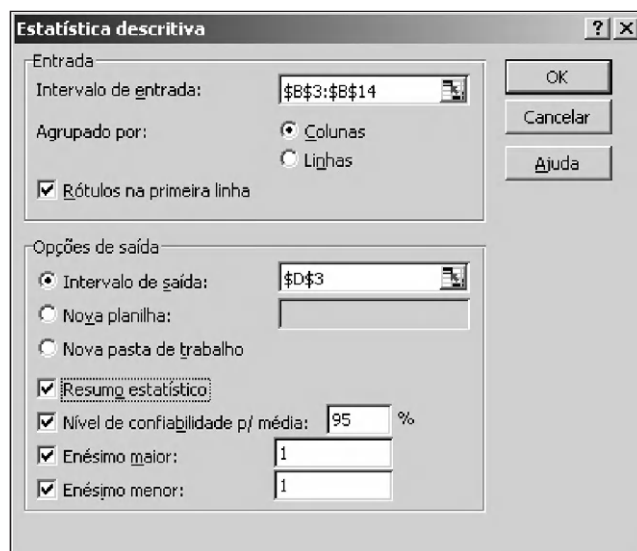 Estatística descritiva
Entrada
Intervalo de entrada: $B$3:$B$14
Agrupado por: Colunas
Linhas
Rótulos na primeira linha
OK
Cancelar
Ajuda
Opções de saída
Intervalo de saída: $D$3
Nova planilha:
Nova pasta de trabalho
Resumo estatístico
Nível de confiabilidade p/ média: 95 %
Enésimo maior: 1
Enésimo menor: 1